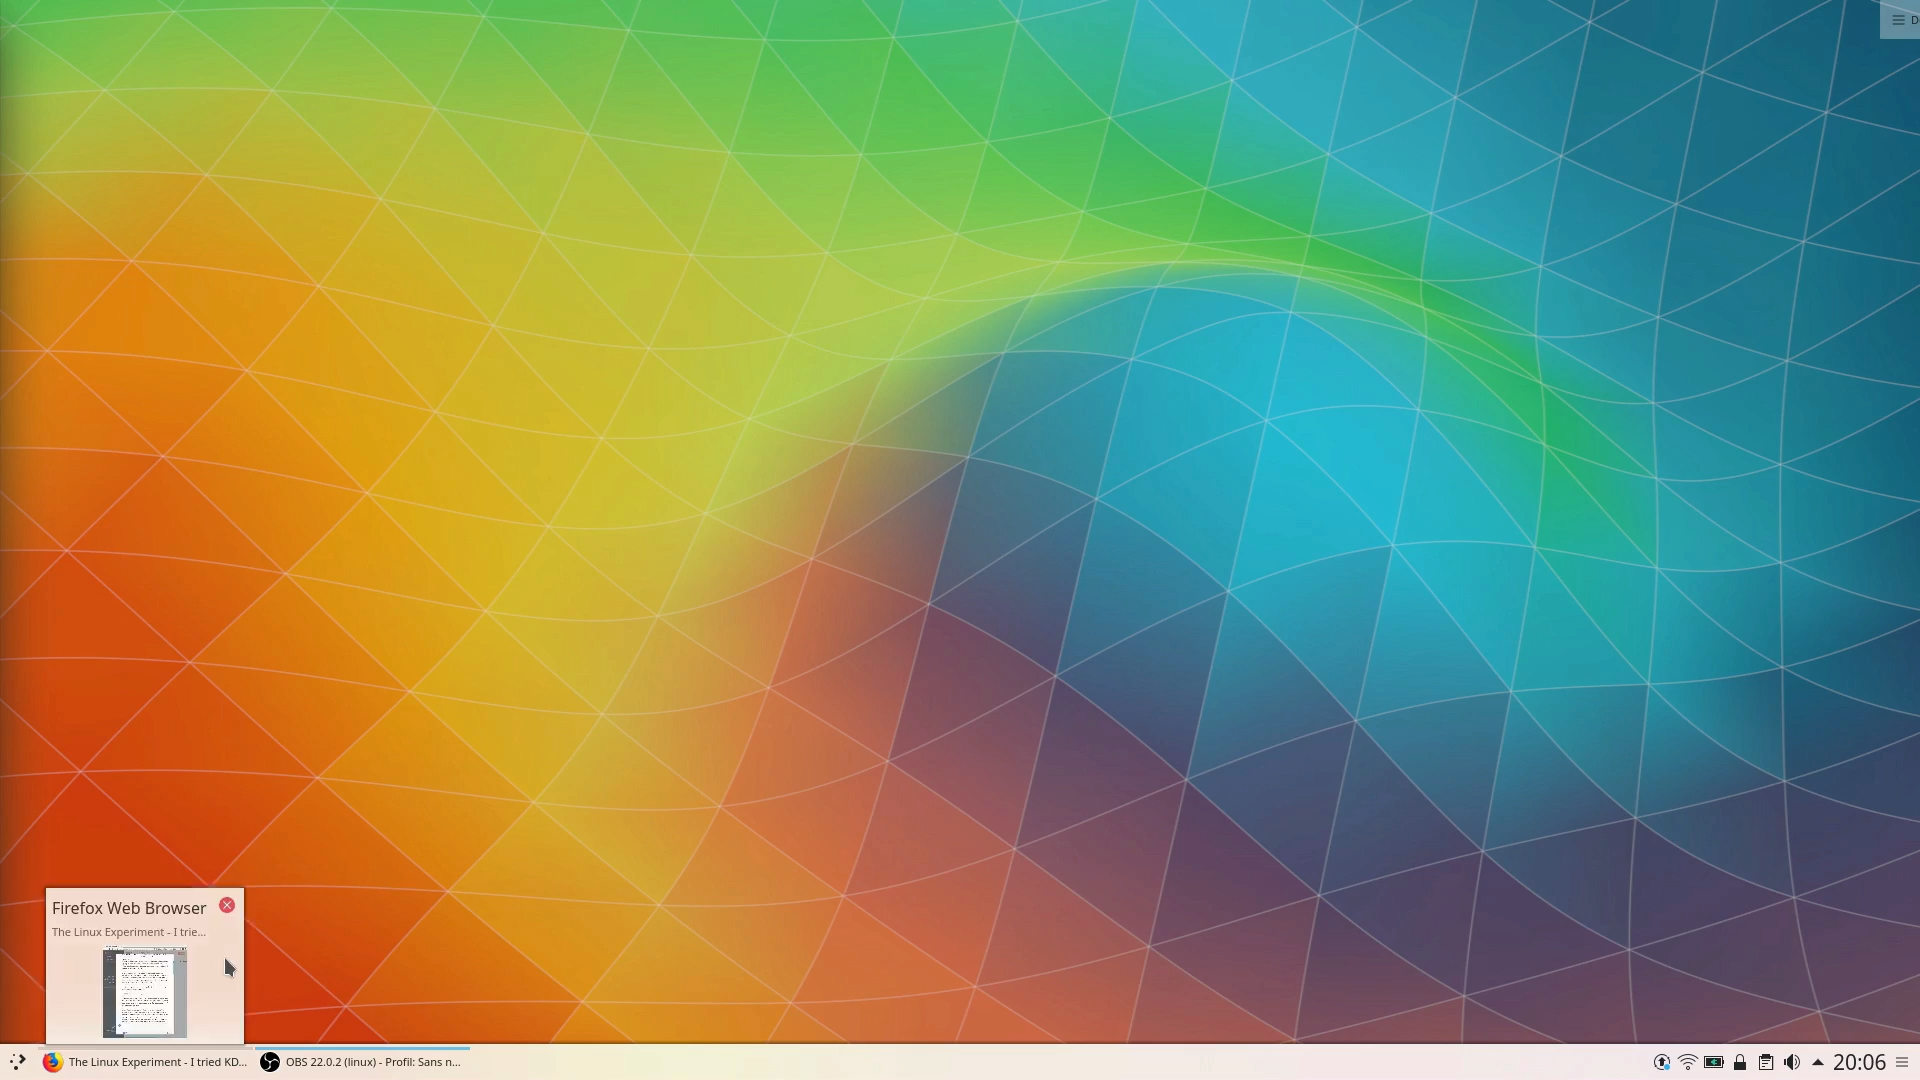 D
Firefox Web Browser
The Linux Experiment - I trie...
The Linux Experiment - I tried KD...
OBS 22.0.2 (linux) - Profil: Sans n...
20:06